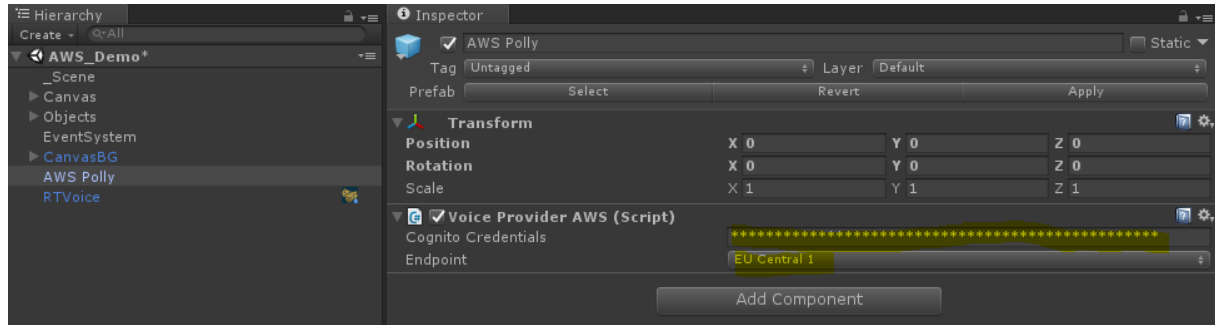 Hierarchy
Create
All
AWS_Demo*
_Scene
Canvas
Objects
EventSystem
CanvasBG
AWS Polly
RTVoice
Inspector
AWS Polly
Static
Tag Untagged Layer Default
Prefab Select Revert Apply
Transform
Position X 0 Y 0 Z 0
Rotation X 0 Y 0 Z 0
Scale X 1 Y 1 Z 1
Voice Provider AWS (Script)
Cognito Credentials *************************************************
Endpoint EU Central 1
Add Component